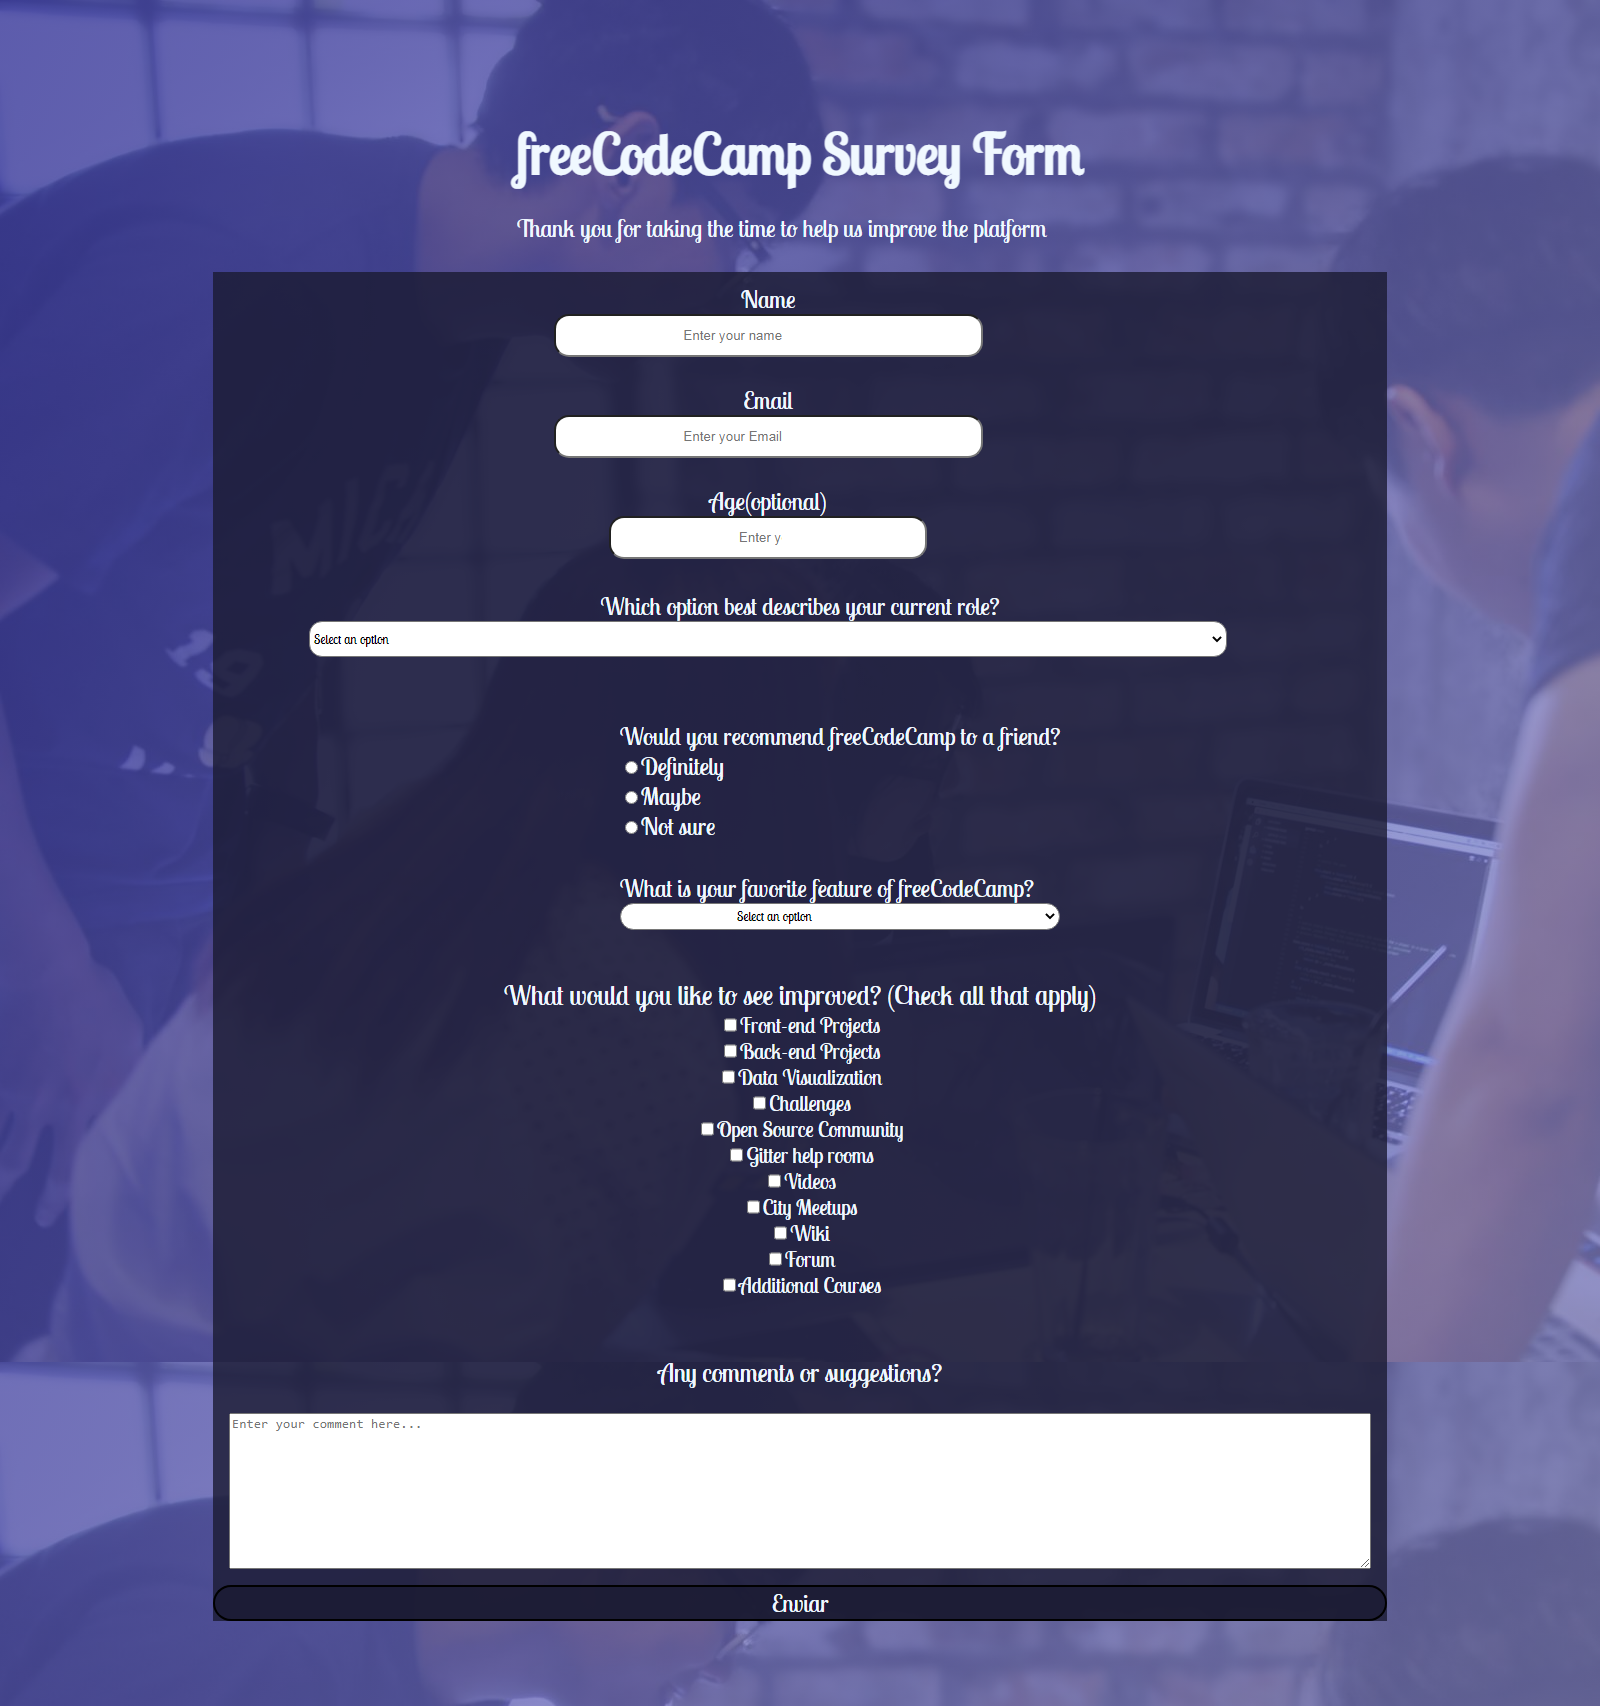 freeCodeCamp Survey Form
Thank you for taking the time to help us improve the platform
Name
Enter your name
Email
Enter your Email
Age(optional)
Enter y
Which option best describes your current role?
Select an option
Would you recommend freeCodeCamp to a friend?
Definitely
Maybe
Not sure
What is your favorite feature of freeCodeCamp?
Select an option
What would you like to see improved? (Check all that apply)
Front-end Projects
Back-end Projects
Data Visualization
Challenges
Open Source Community
Gitter help rooms
Videos
City Meetups
Wiki
Forum
Additional Courses
Any comments or suggestions?
Enter your comment here...
Enviar